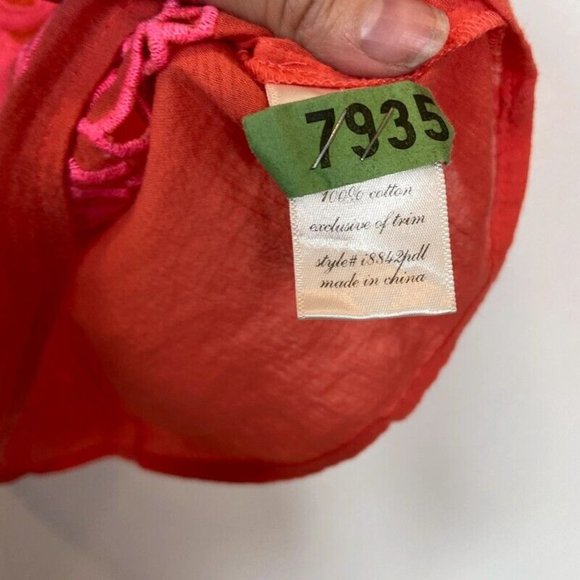 7935
100% cotton
exclusive of trim
style# i8842pdl
made in china